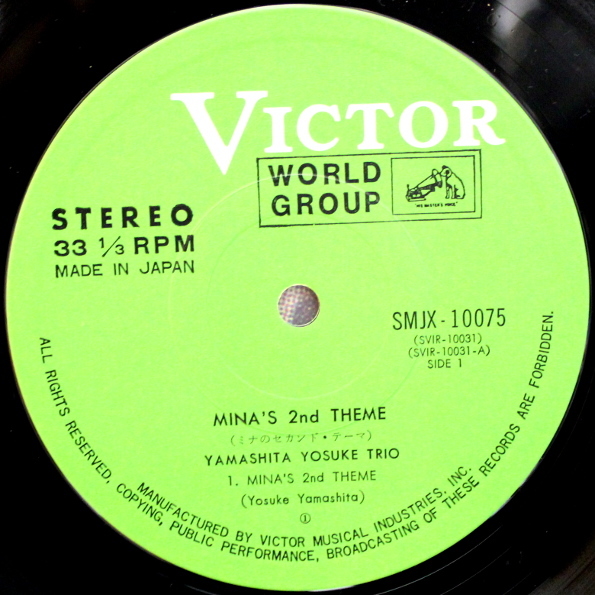 VICTOR
WORLD
GROUP
"HIS MASTER'S VOICE"
STEREO
33 1/3 RPM
MADE IN JAPAN
SMJX-10075
(SVIR-10031)
(SVIR-10031-A)
SIDE 1
MINA'S 2nd THEME
(ミナのセカンド・テーマ)
YAMASHITA YOSUKE TRIO
1. MINA'S 2nd THEME
(Yosuke Yamashita)
①
ALL RIGHTS RESERVED. COPYING, PUBLIC PERFORMANCE, BROADCASTING OF THESE RECORDS ARE FORBIDDEN.
MANUFACTURED BY VICTOR MUSICAL INDUSTRIES, INC.